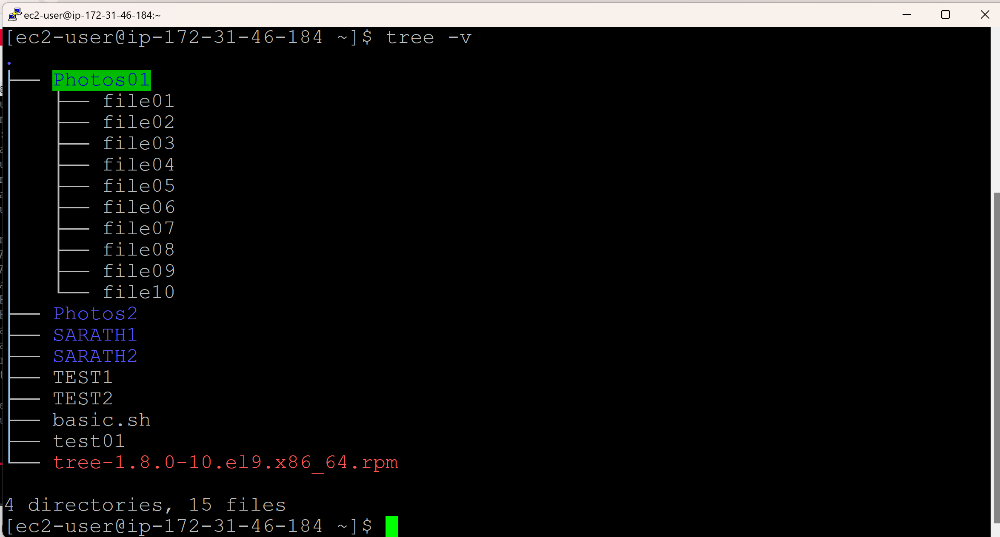 ec2-user@ip-172-31-46-184:~
[ec2-user@ip-172-31-46-184 ~]$ tree -v
.
├── Photos01
│   ├── file01
│   ├── file02
│   ├── file03
│   ├── file04
│   ├── file05
│   ├── file06
│   ├── file07
│   ├── file08
│   ├── file09
│   └── file10
├── Photos2
├── SARATH1
├── SARATH2
├── TEST1
├── TEST2
├── basic.sh
├── test01
└── tree-1.8.0-10.el9.x86_64.rpm
4 directories, 15 files
[ec2-user@ip-172-31-46-184 ~]$